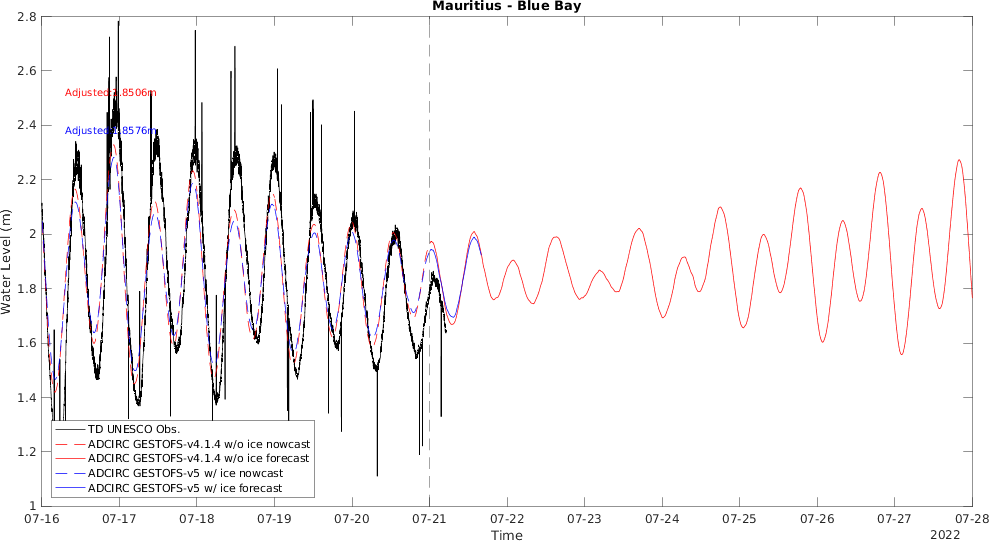 Mauritius - Blue Bay
Water Level (m)
2.8
2.6
2.4
2.2
2
1.8
1.6
1.4
1.2
1
Adjusted:
8506m
Adjusted:
8576m
TD UNESCO Obs.
ADCIRC GESTOFS-v4.1.4 w/o ice nowcast
ADCIRC GESTOFS-v4.1.4 w/o ice forecast
ADCIRC GESTOFS-v5 w/ ice nowcast
ADCIRC GESTOFS-v5 w/ ice forecast
07-16 07-17 07-18 07-19 07-20 07-21 07-22 07-23 07-24 07-25 07-26 07-27 07-28
Time
2022